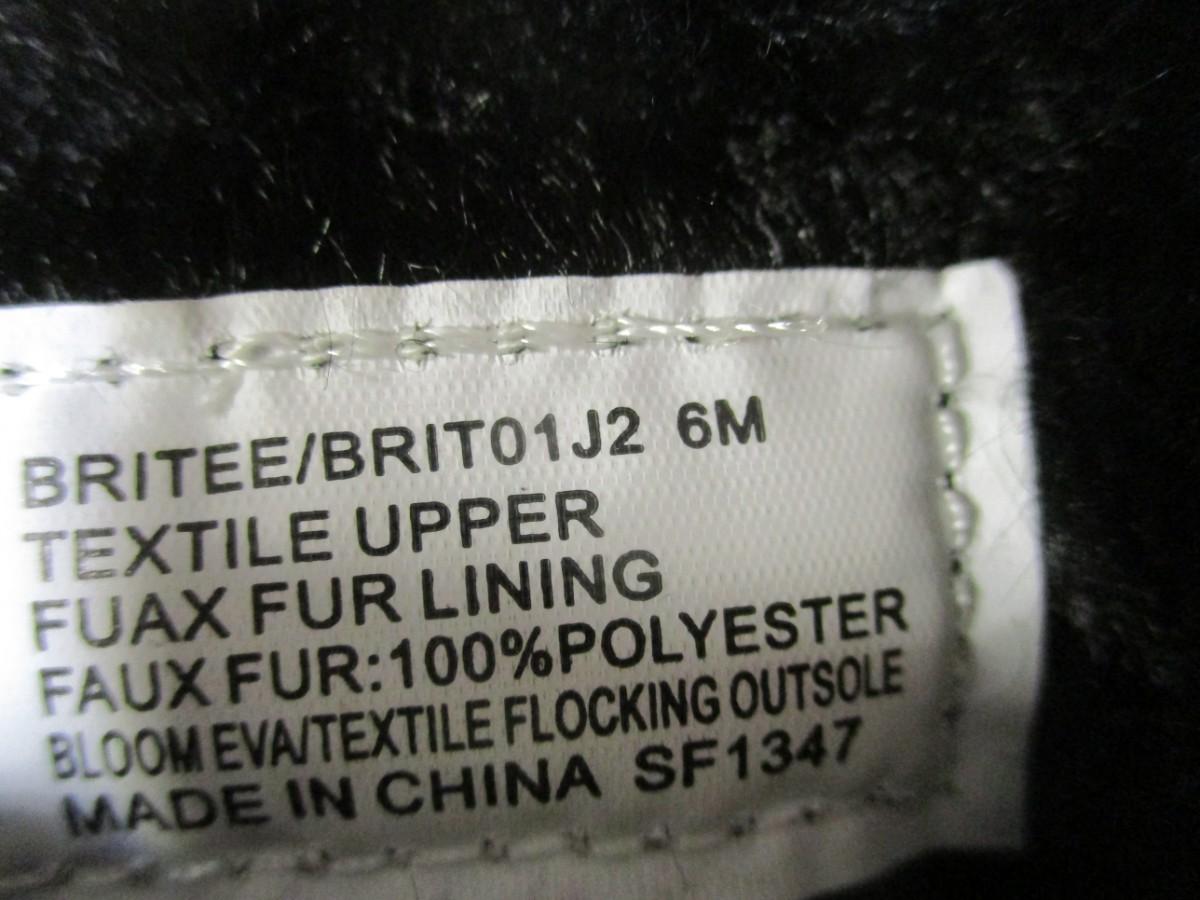 BRITEE/BRIT01J2 6M
TEXTILE UPPER
FUAX FUR LINING
FAUX FUR:100%POLYESTER
BLOOM EVA/TEXTILE FLOCKING OUTSOLE
MADE IN CHINA SF1347